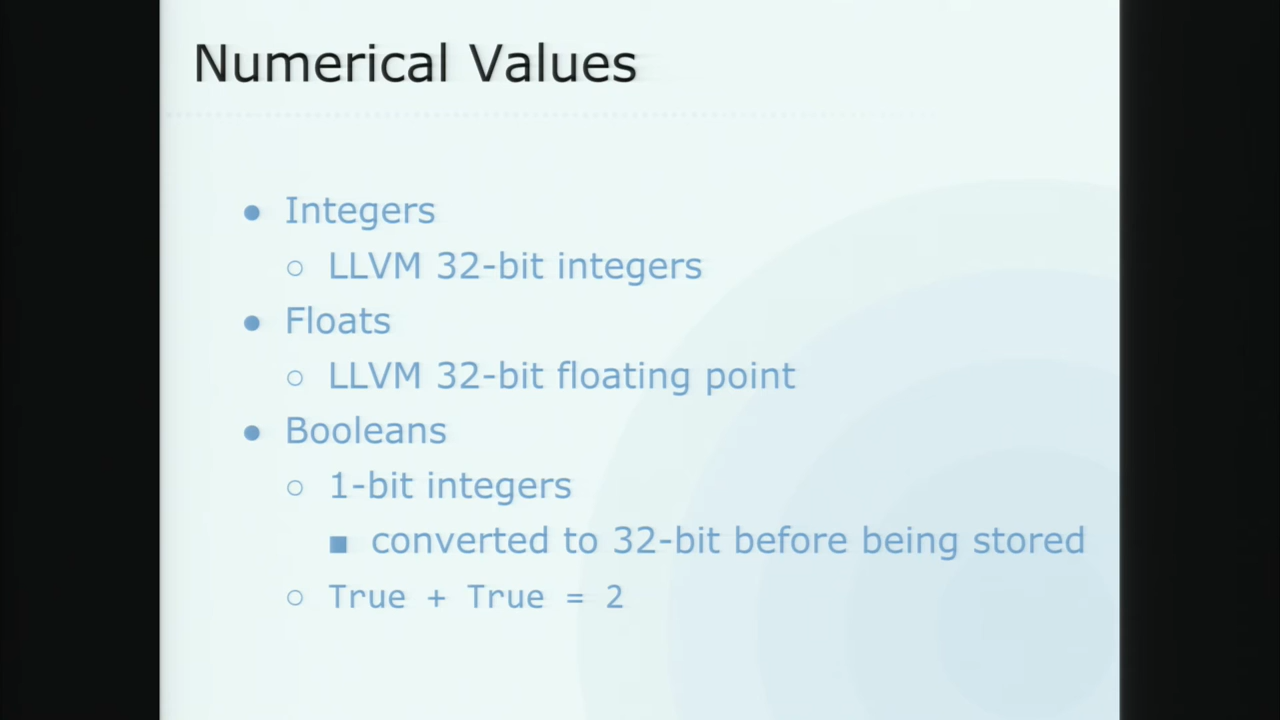 Numerical Values
● Integers
○ LLVM 32-bit integers
● Floats
○ LLVM 32-bit floating point
● Booleans
○ 1-bit integers
■ converted to 32-bit before being stored
○ True + True = 2